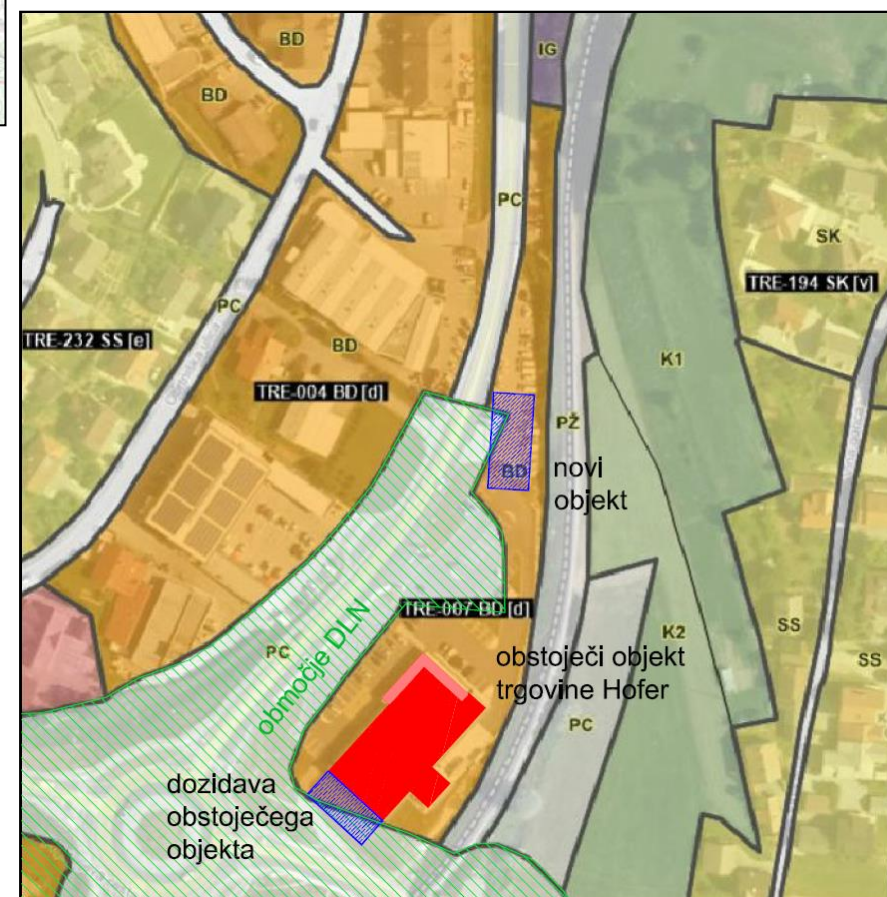 BD
IG
BD
PC
SK
TRE-194 SK [v]
PC
TRE-232 SS [e]
BD
K1
TRE-004 BD [d]
PŽ
BD
novi
objekt
TRE-007 BD [d]
območje DLN
PC
K2
SS
SS
obstoječi objekt
trgovine Hofer
PC
dozidava
obstoječega
objekta